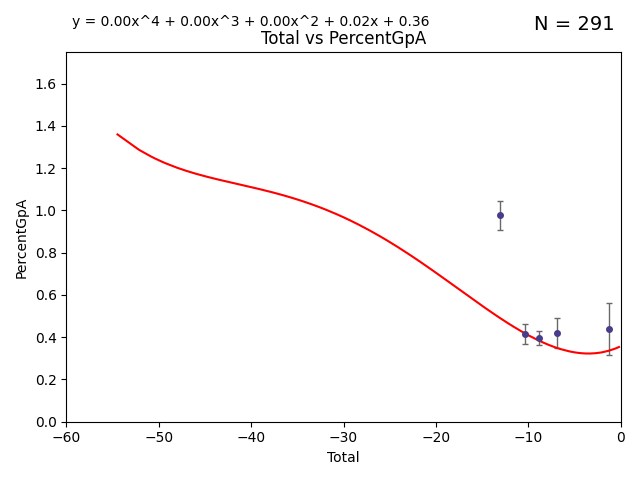 y = 0.00x^4 + 0.00x^3 + 0.00x^2 + 0.02x + 0.36
N = 291
Total vs PercentGpA
1.6
1.4
1.2
1.0
0.8
0.6
0.4
0.2
0.0
PercentGpA
−60 −50 −40 −30 −20 −10 0
Total